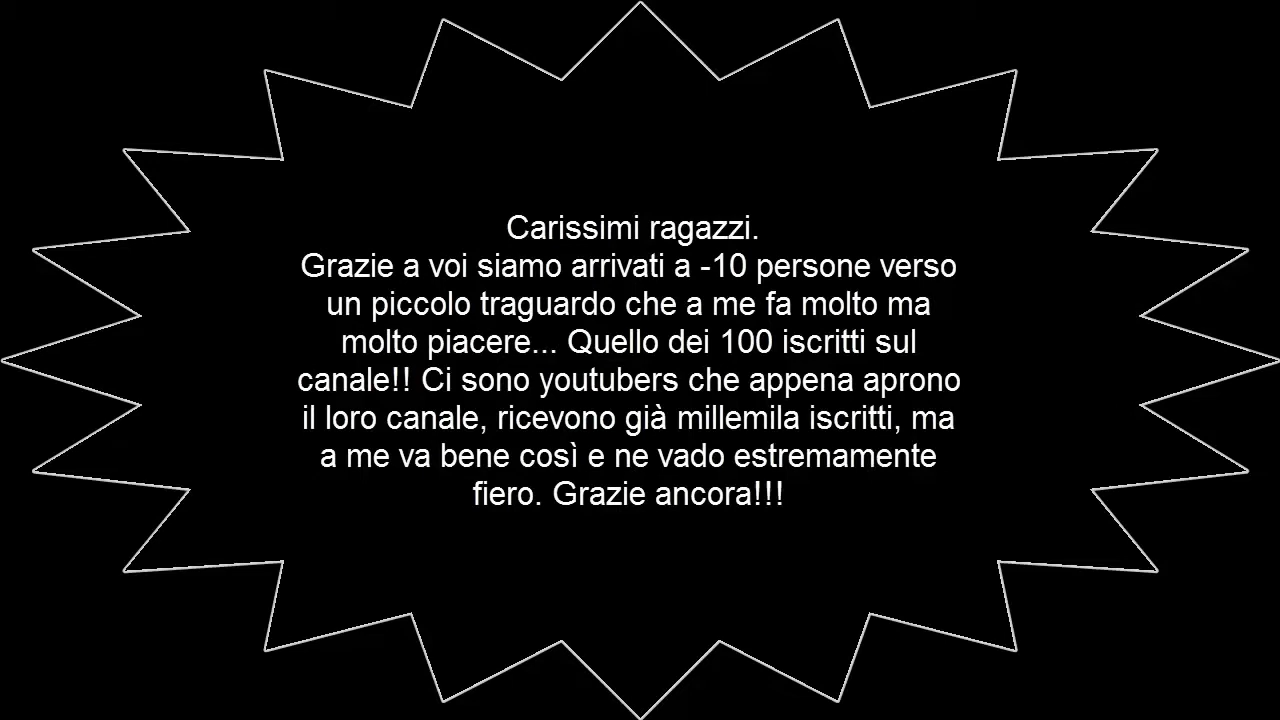 Carissimi ragazzi.
Grazie a voi siamo arrivati a -10 persone verso
un piccolo traguardo che a me fa molto ma
molto piacere... Quello dei 100 iscritti sul
canale!! Ci sono youtubers che appena aprono
il loro canale, ricevono già millemila iscritti, ma
a me va bene così e ne vado estremamente
fiero. Grazie ancora!!!